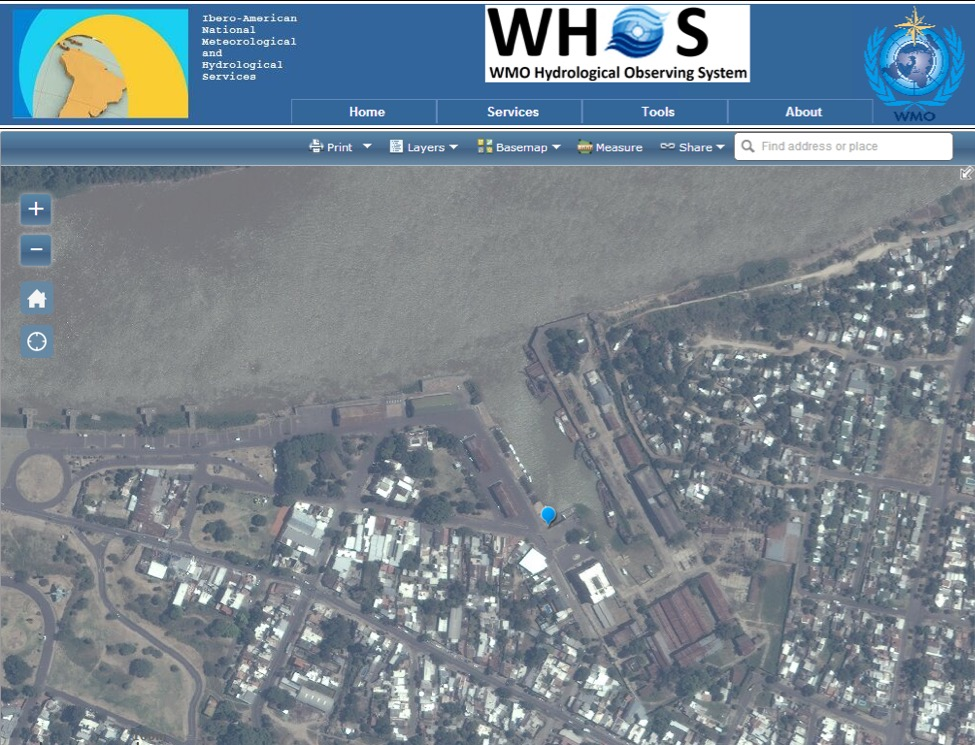 Ibero-American
National
Meteorological
and
Hydrological
Services
WHOS
WMO Hydrological Observing System
WMO
Home Services Tools About
Print Layers Basemap Measure Share Find address or place
+
−